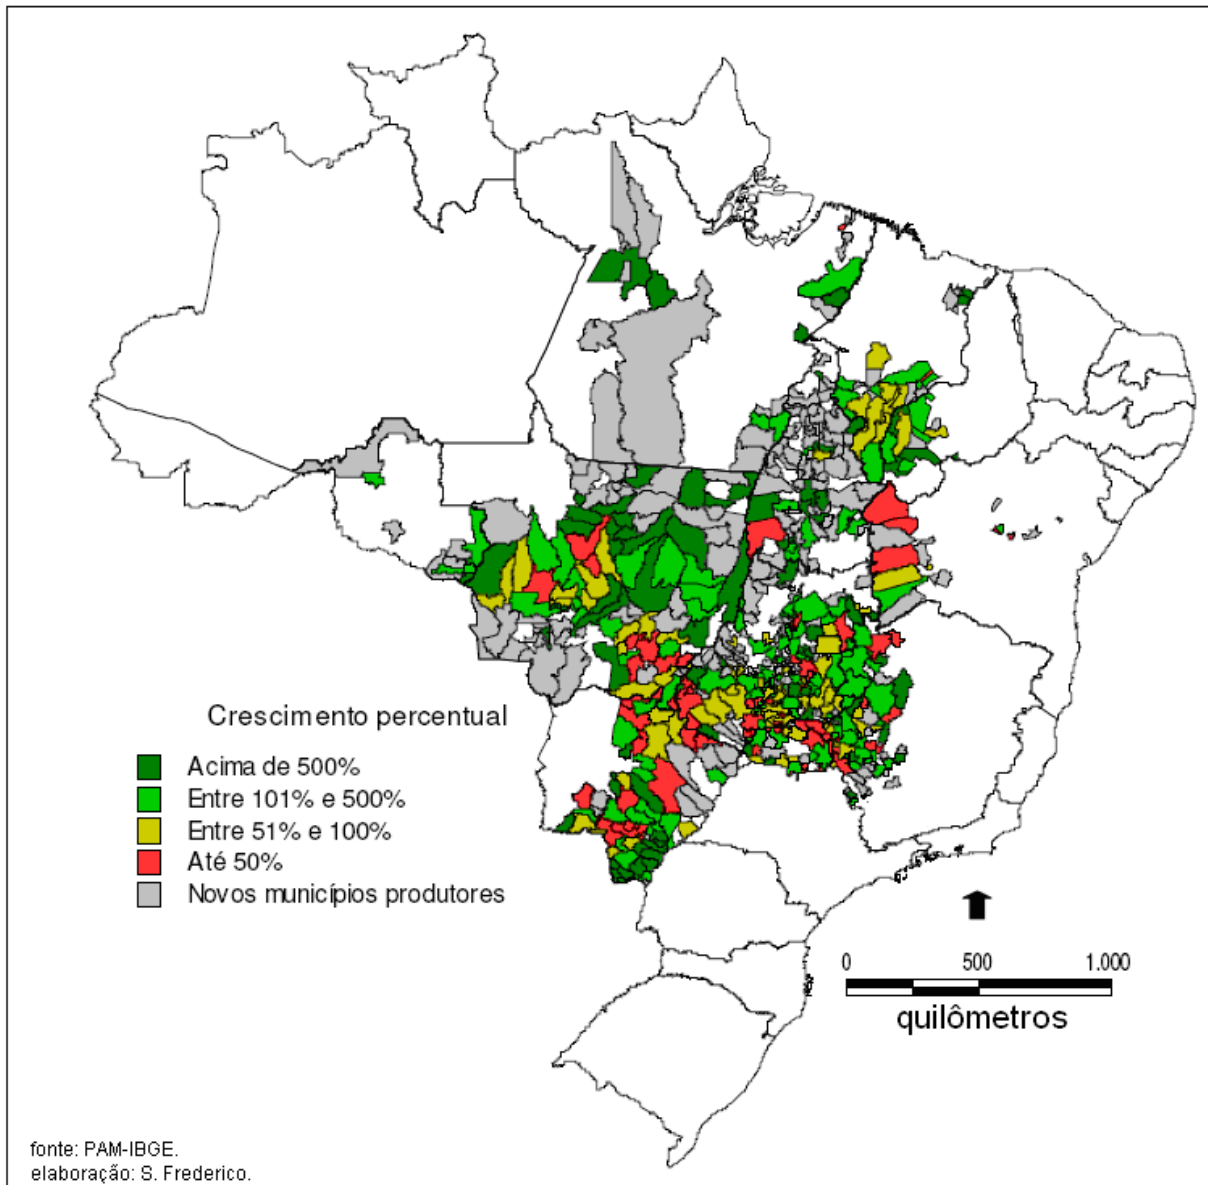 Crescimento percentual
Acima de 500%
Entre 101% e 500%
Entre 51% e 100%
Até 50%
Novos municípios produtores
0 500 1.000
quilômetros
fonte: PAM-IBGE.
elaboração: S. Frederico.